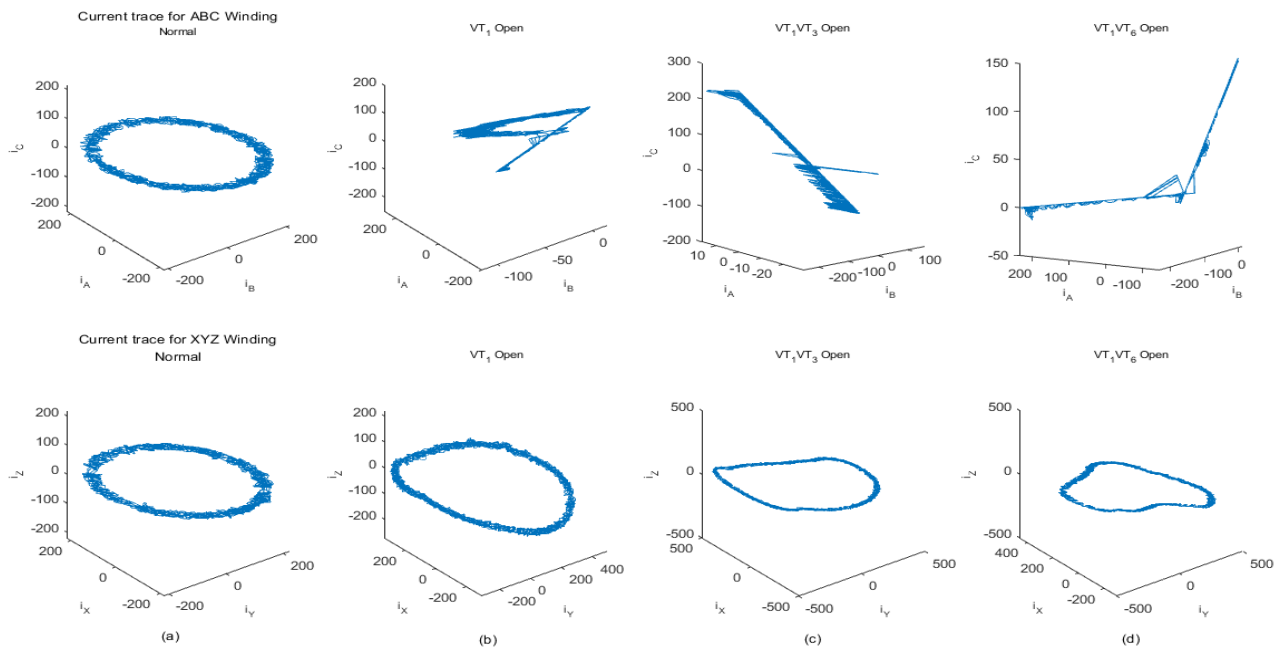 Current trace for ABC Winding
Normal
VT1 Open
VT1VT3 Open
VT1VT6 Open
200
100
0
-100
-200
iC
200
0
-200
iA
-200
0
200
iB
200
100
0
-100
-200
iC
200
0
-200
iA
-100
-50
0
iB
300
200
100
0
-100
-200
iC
10
0
-10
-20
iA
-200
-100
0
100
iB
150
100
50
0
-50
iC
200
100
0
-100
iA
-200
-100
0
iB
Current trace for XYZ Winding
Normal
VT1 Open
VT1VT3 Open
VT1VT6 Open
200
100
0
-100
-200
iZ
200
0
-200
iX
-200
0
200
iY
200
100
0
-100
-200
iZ
200
0
-200
iX
-200
0
200
400
iY
500
0
-500
iZ
500
0
-500
iX
-500
0
500
iY
500
0
-500
iZ
400
200
0
-200
iX
-500
0
500
iY
(a)
(b)
(c)
(d)